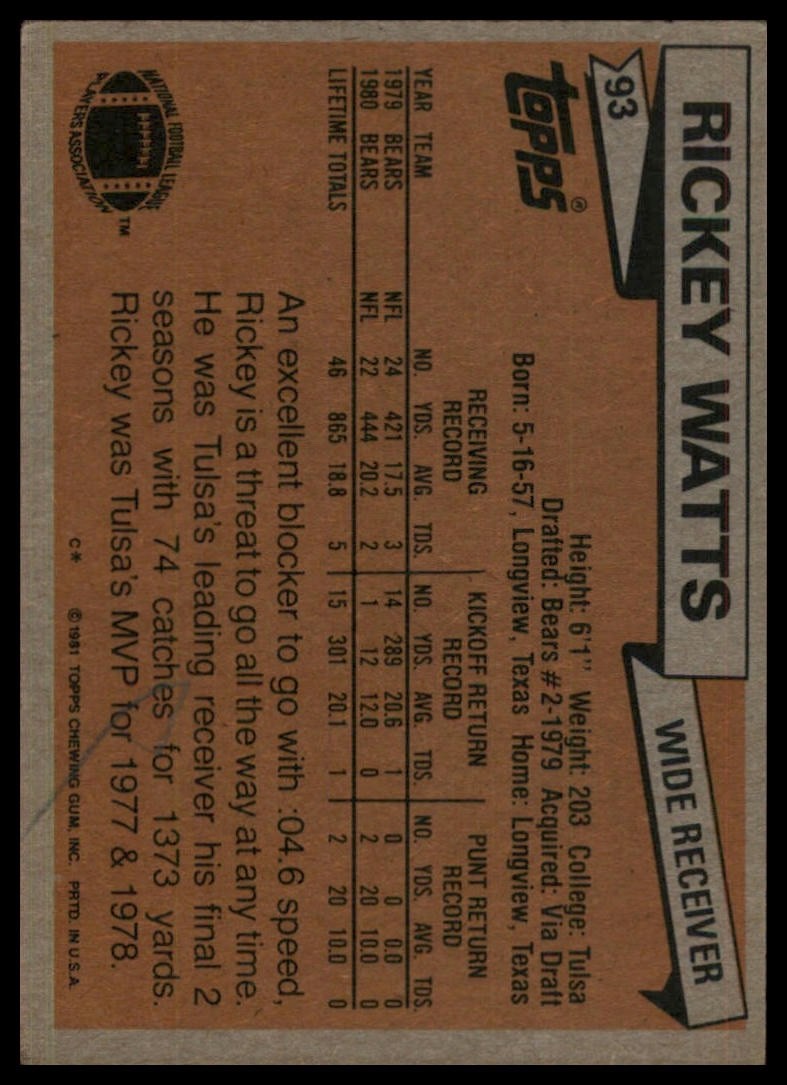 RICKEY WATTS
WIDE RECEIVER
93
topps®
Height: 6'1" Weight: 203 College: Tulsa
Drafted: Bears #2-1979 Acquired: Via Draft
Born: 5-16-57, Longview, Texas Home: Longview, Texas
RECEIVING RECORD KICKOFF RETURN RECORD PUNT RETURN RECORD
YEAR TEAM NO. YDS. AVG. TDS. NO. YDS. AVG. TDS. NO. YDS. AVG. TDS.
1979 BEARS NFL 24 421 17.5 3 14 289 20.6 1 0 0 0.0 0
1980 BEARS NFL 22 444 20.2 2 1 12 12.0 0 2 20 10.0 0
LIFETIME TOTALS 46 865 18.8 5 15 301 20.1 1 2 20 10.0 0
An excellent blocker to go with :04.6 speed,
Rickey is a threat to go all the way at any time.
He was Tulsa's leading receiver his final 2
seasons with 74 catches for 1373 yards.
Rickey was Tulsa's MVP for 1977 & 1978.
NATIONAL FOOTBALL LEAGUE
PLAYERS ASSOCIATION
TM
C* ©1981 TOPPS CHEWING GUM, INC. PRTD. IN U.S.A.